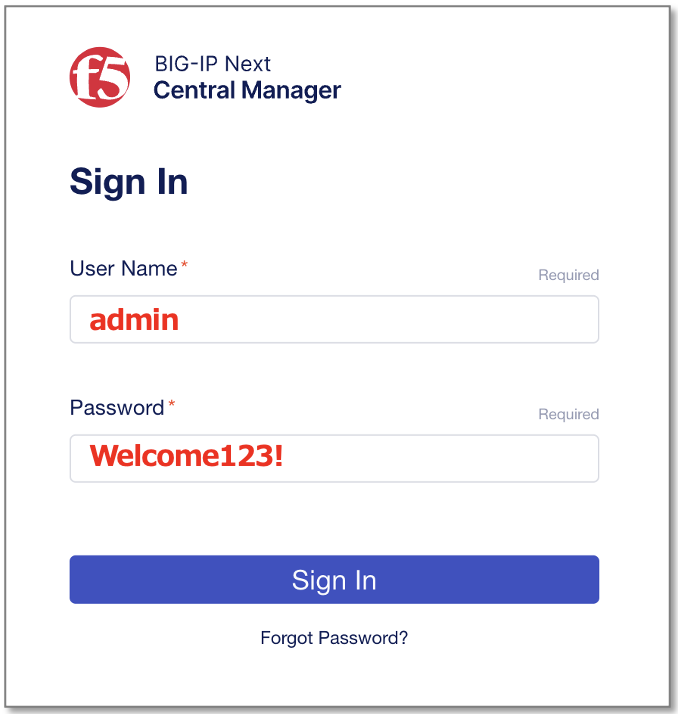 f5
BIG-IP Next
Central Manager
Sign In
User Name*
Required
admin
Password*
Required
Welcome123!
Sign In
Forgot Password?